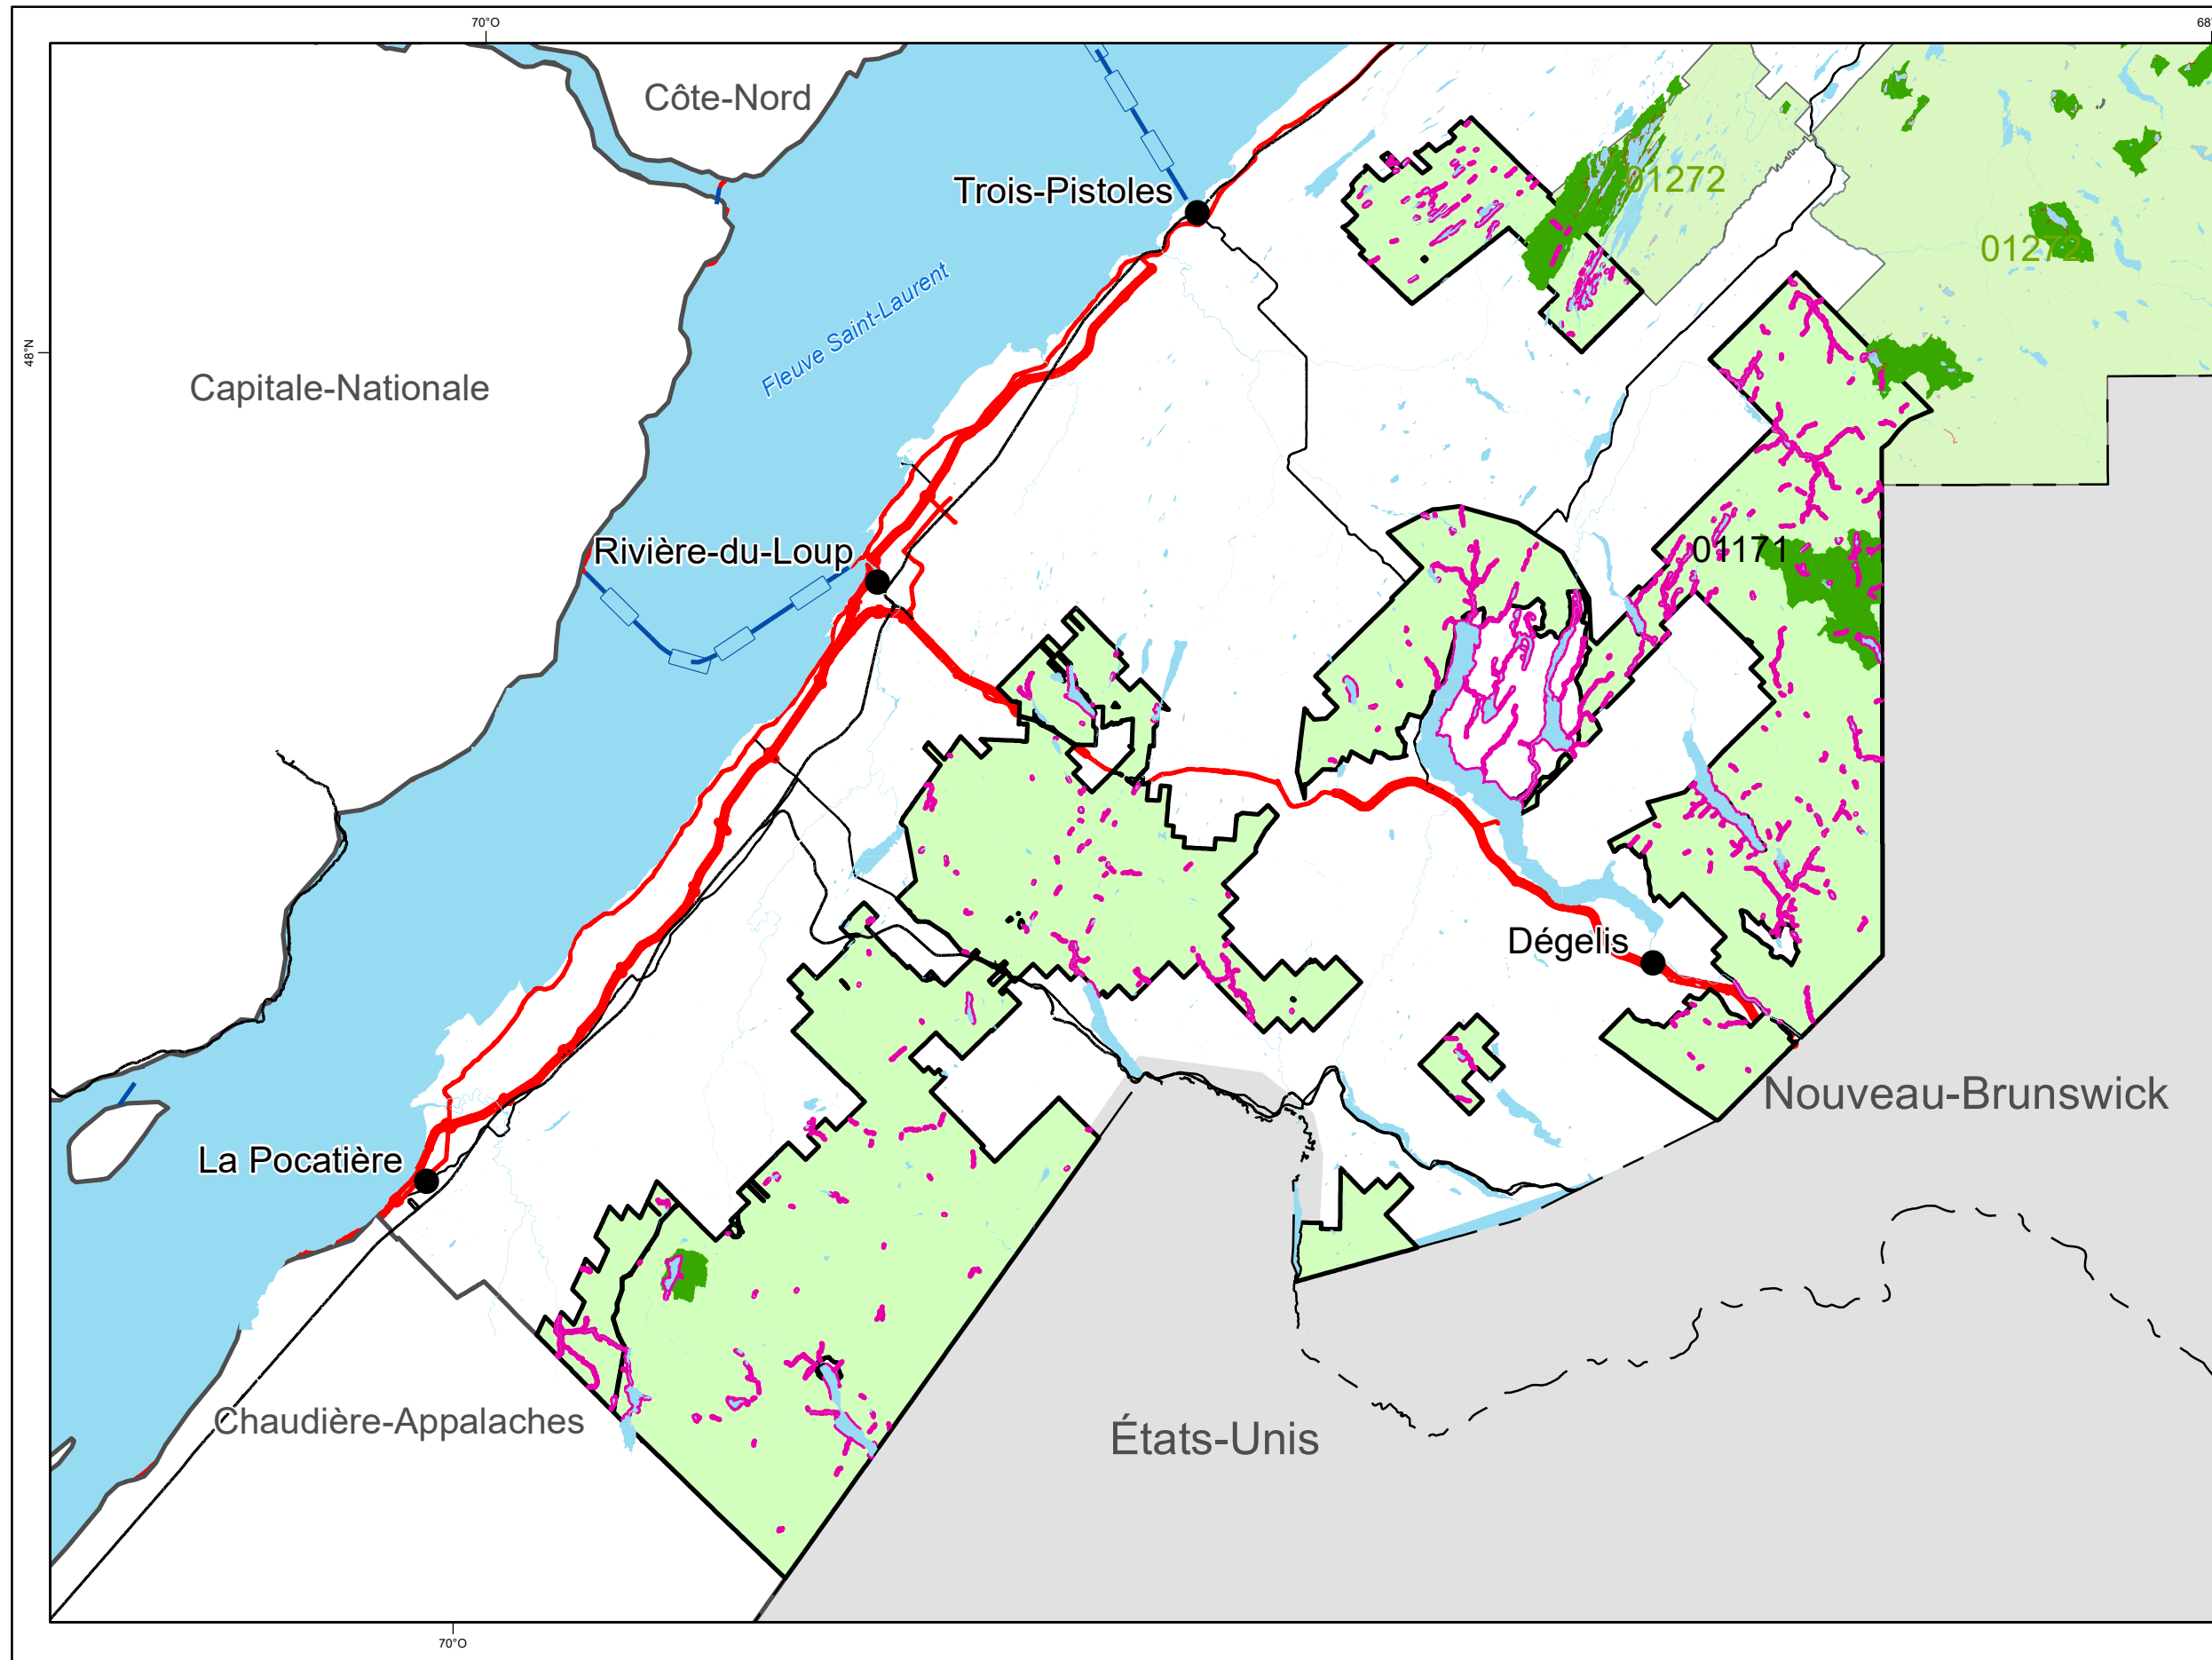 70°O
68°
Côte-Nord
Trois-Pistoles
01272
01272
Fleuve Saint-Laurent
48°N
Capitale-Nationale
Rivière-du-Loup
01171
Dégelis
Nouveau-Brunswick
La Pocatière
Chaudière-Appalaches
États-Unis
70°O